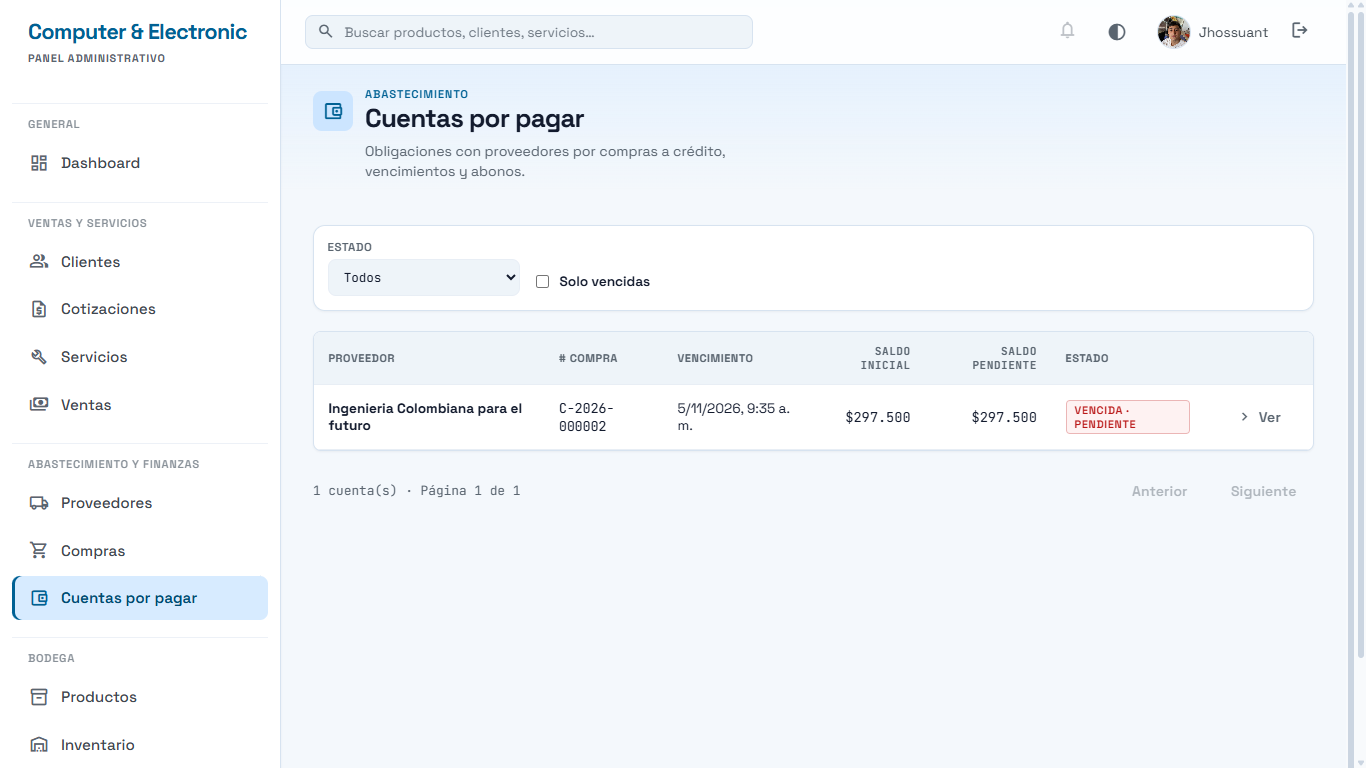 Computer & Electronic
PANEL ADMINISTRATIVO
GENERAL
Dashboard
VENTAS Y SERVICIOS
Clientes
Cotizaciones
Servicios
Ventas
ABASTECIMIENTO Y FINANZAS
Proveedores
Compras
Cuentas por pagar
BODEGA
Productos
Inventario
Buscar productos, clientes, servicios...
Jhossuant
ABASTECIMIENTO
Cuentas por pagar
Obligaciones con proveedores por compras a crédito,
vencimientos y abonos.
ESTADO
Todos
Solo vencidas
PROVEEDOR # COMPRA VENCIMIENTO SALDO INICIAL SALDO PENDIENTE ESTADO
Ingenieria Colombiana para el futuro C-2026-000002 5/11/2026, 9:35 a. m. $297.500 $297.500 VENCIDA · PENDIENTE Ver
1 cuenta(s) · Página 1 de 1
Anterior Siguiente